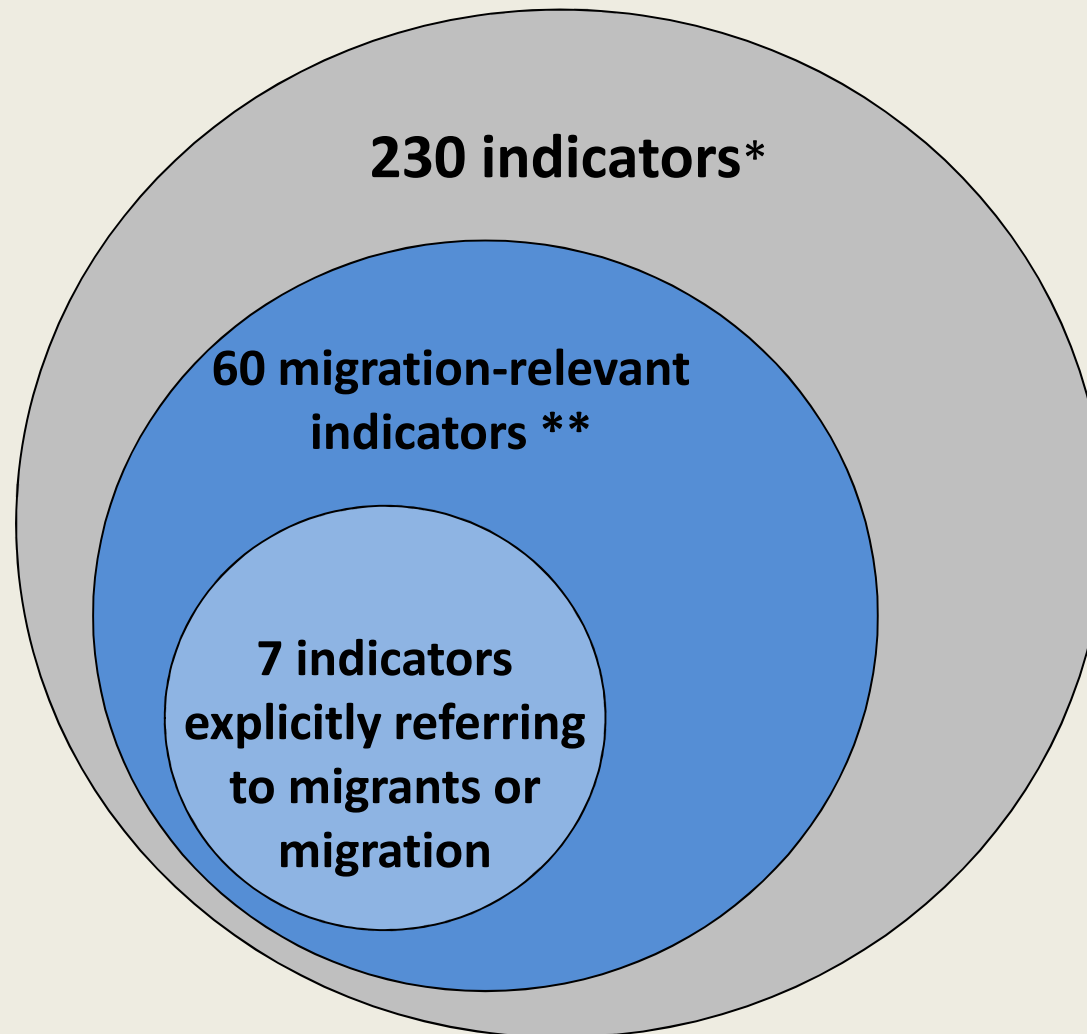 230 indicators*
60 migration-relevant
indicators **
7 indicators
explicitly referring
to migrants or
migration